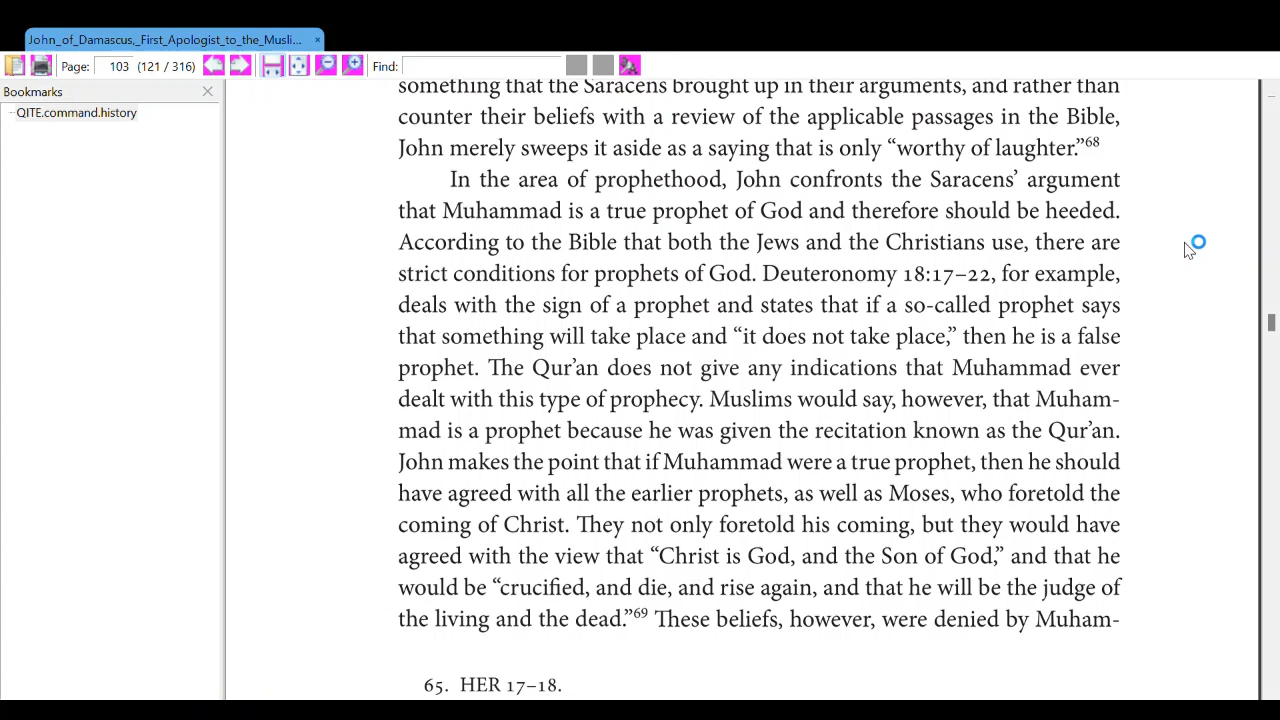 John_of_Damascus,_First_Apologist_to_the_Musli...
Page: 103 (121 / 316) Find:
Bookmarks
QITE.command.history
something that the Saracens brought up in their arguments, and rather than
counter their beliefs with a review of the applicable passages in the Bible,
John merely sweeps it aside as a saying that is only “worthy of laughter.”68
In the area of prophethood, John confronts the Saracens’ argument
that Muhammad is a true prophet of God and therefore should be heeded.
According to the Bible that both the Jews and the Christians use, there are
strict conditions for prophets of God. Deuteronomy 18:17–22, for example,
deals with the sign of a prophet and states that if a so-called prophet says
that something will take place and “it does not take place,” then he is a false
prophet. The Qur’an does not give any indications that Muhammad ever
dealt with this type of prophecy. Muslims would say, however, that Muham-
mad is a prophet because he was given the recitation known as the Qur’an.
John makes the point that if Muhammad were a true prophet, then he should
have agreed with all the earlier prophets, as well as Moses, who foretold the
coming of Christ. They not only foretold his coming, but they would have
agreed with the view that “Christ is God, and the Son of God,” and that he
would be “crucified, and die, and rise again, and that he will be the judge of
the living and the dead.”69 These beliefs, however, were denied by Muham-
65. HER 17–18.